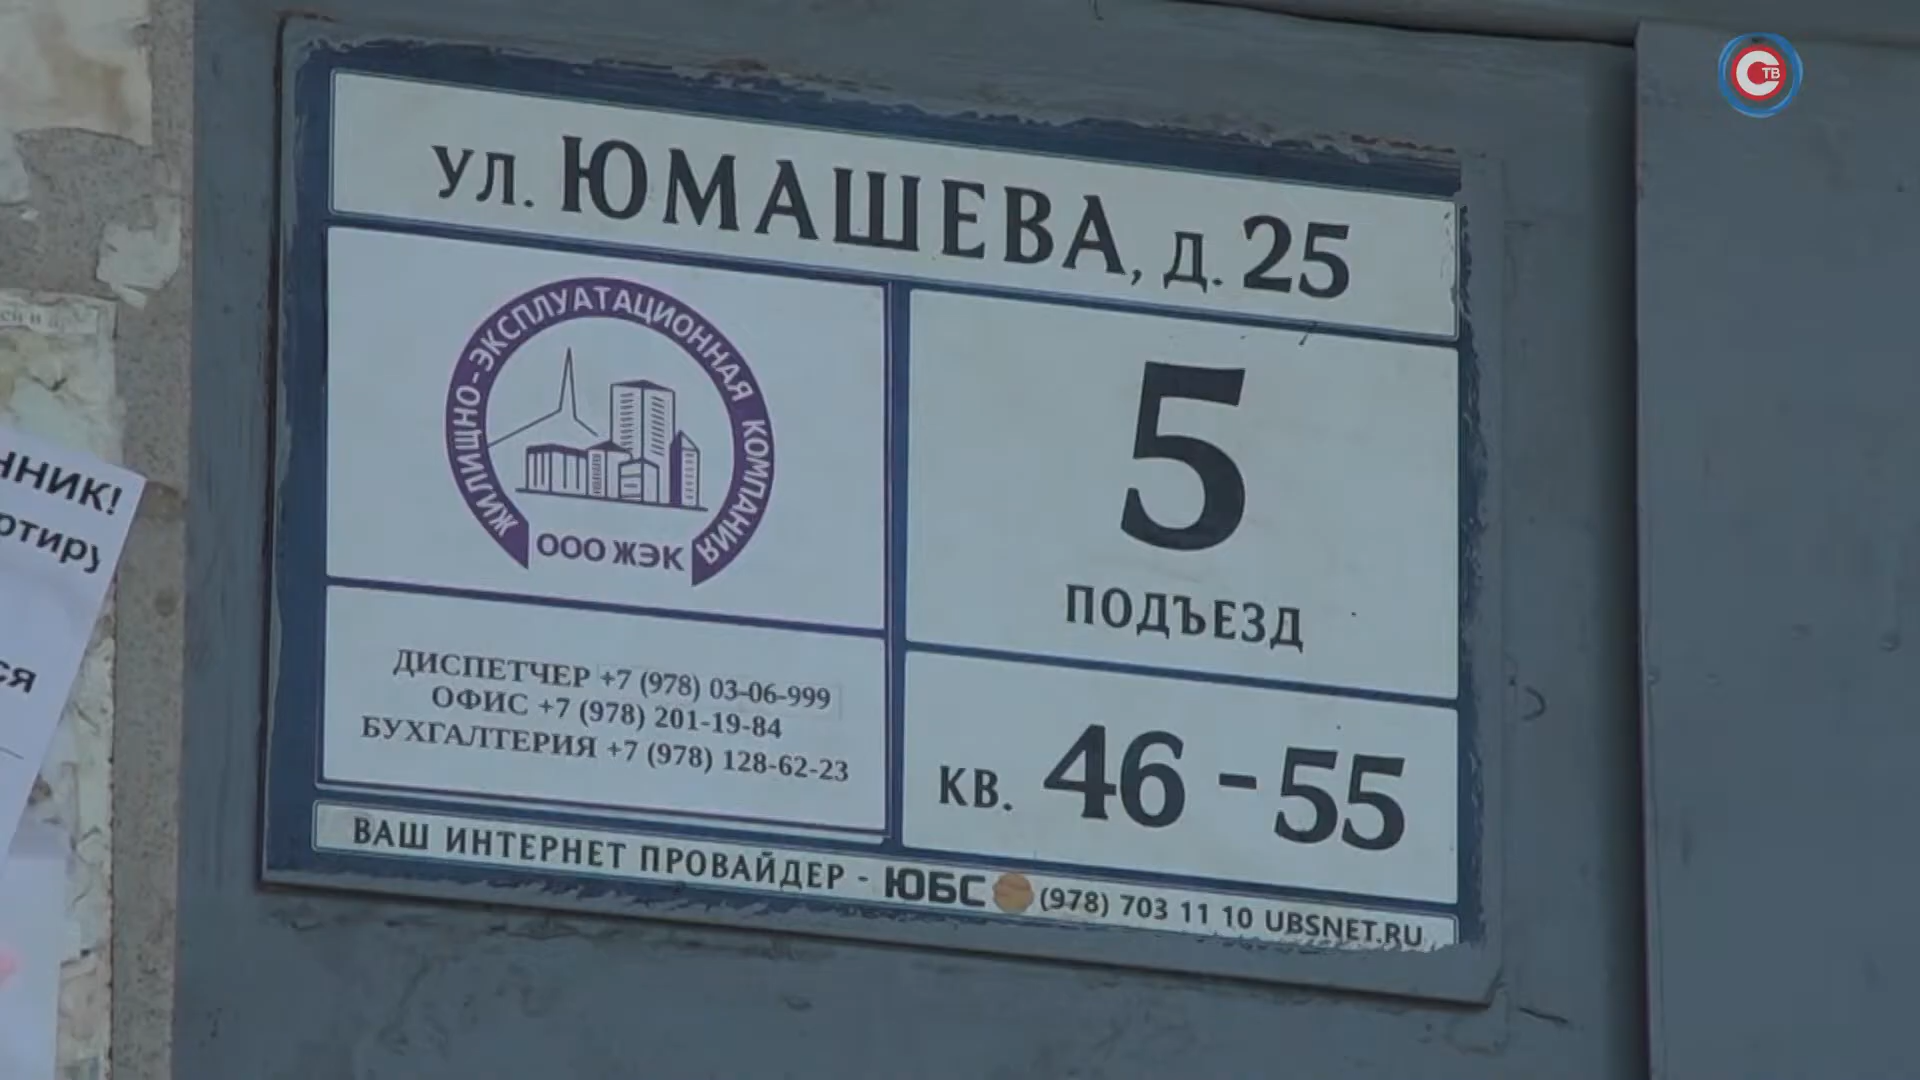 ул. ЮМАШЕВА, д. 25
ЖИЛИЩНО-ЭКСПЛУАТАЦИОННАЯ КОМПАНИЯ
ООО ЖЭК
5
ПОДЪЕЗД
ДИСПЕТЧЕР +7 (978) 03-06-999
ОФИС +7 (978) 201-19-84
БУХГАЛТЕРИЯ +7 (978) 128-62-23
КВ. 46 - 55
ВАШ ИНТЕРНЕТ ПРОВАЙДЕР - ЮБС (978) 703 11 10 UBSNET.RU
С ТВ